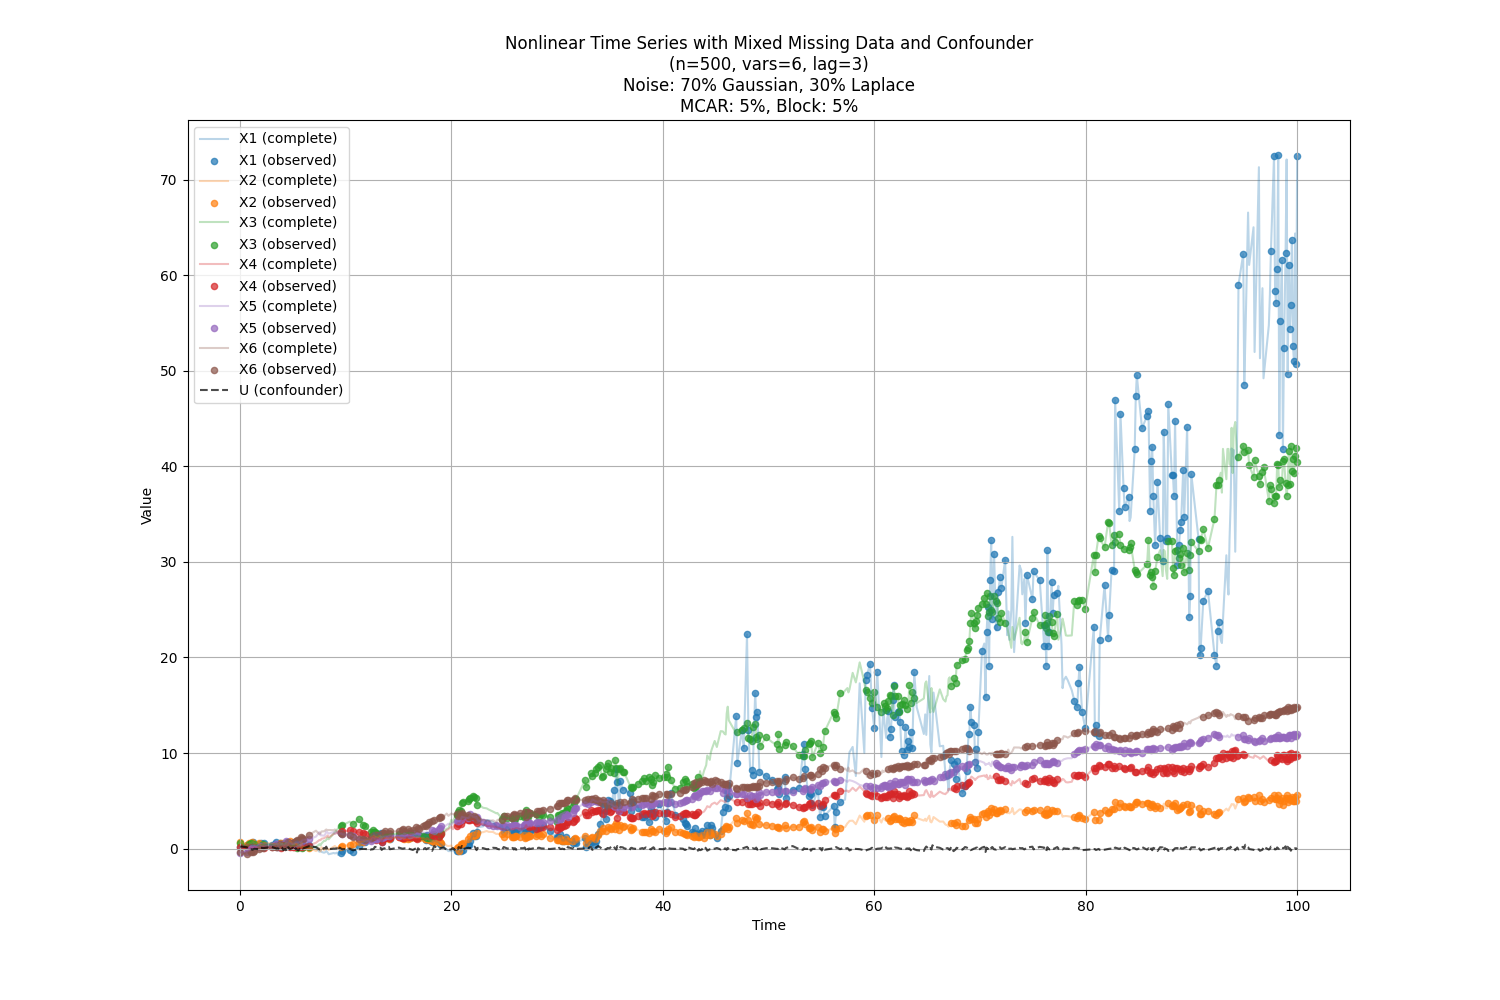 Nonlinear Time Series with Mixed Missing Data and Confounder
(n=500, vars=6, lag=3)
Noise: 70% Gaussian, 30% Laplace
MCAR: 5%, Block: 5%
X1 (complete)
X1 (observed)
X2 (complete)
X2 (observed)
X3 (complete)
X3 (observed)
X4 (complete)
X4 (observed)
X5 (complete)
X5 (observed)
X6 (complete)
X6 (observed)
U (confounder)
Value
70
60
50
40
30
20
10
0
0 20 40 60 80 100
Time